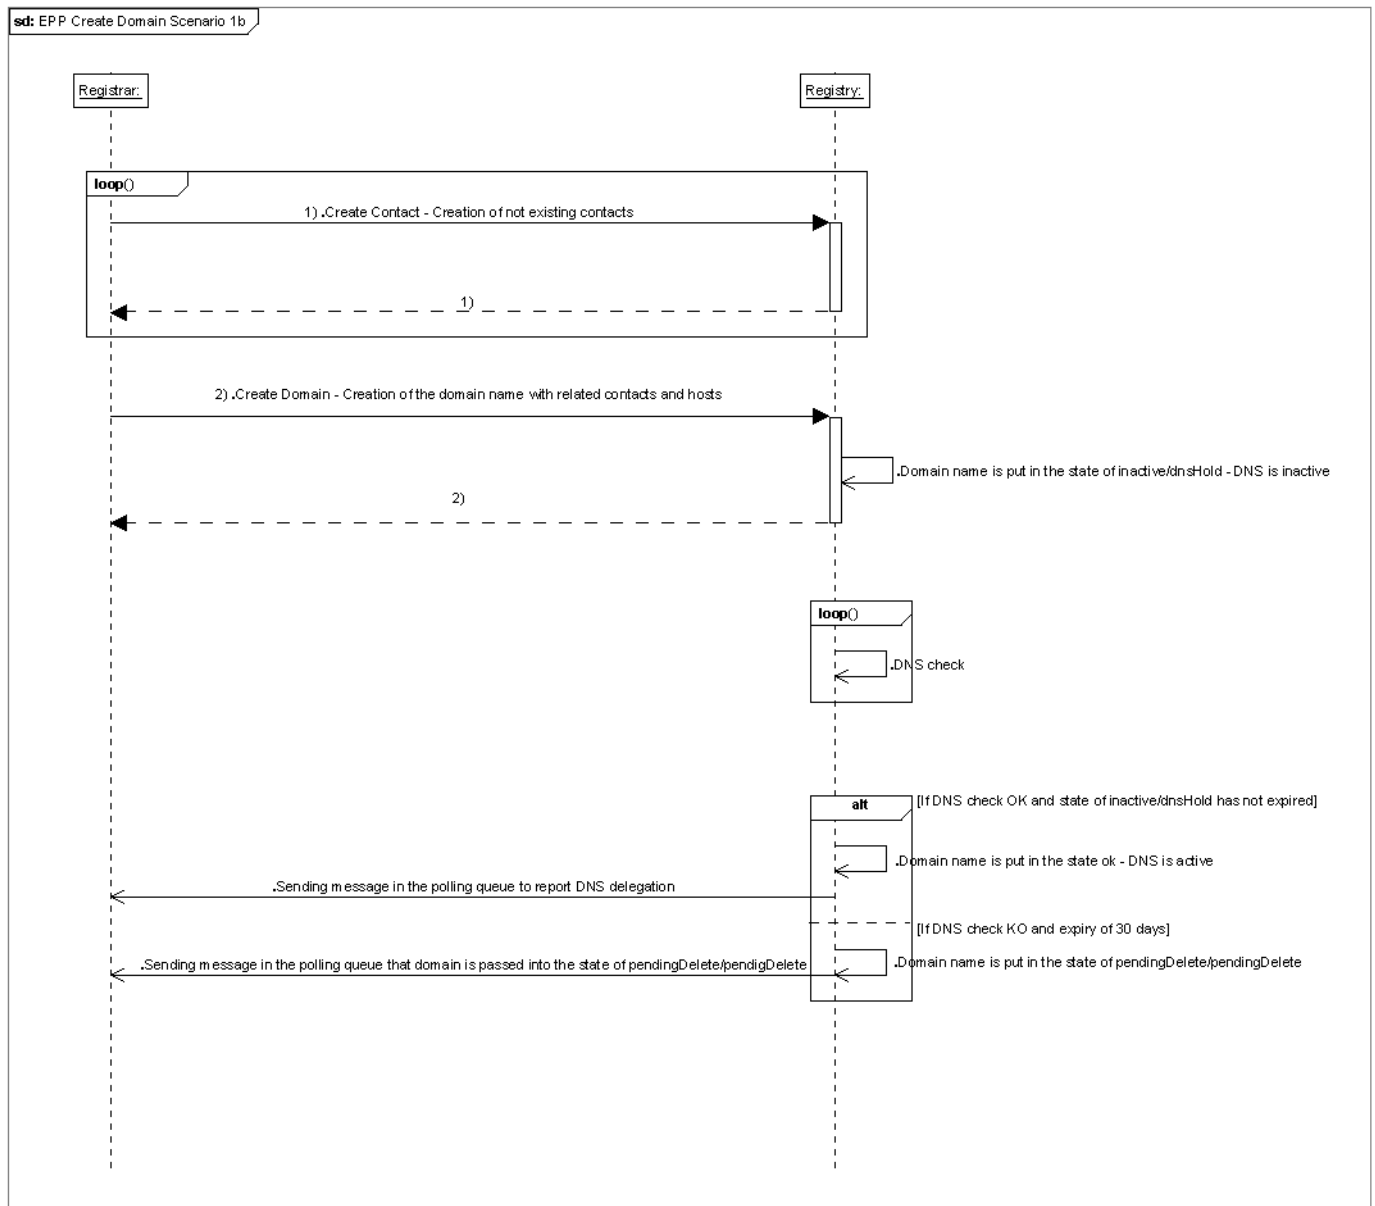 sd: EPP Create Domain Scenario 1b
Registrar:
Registry:
loop()
1) .Create Contact - Creation of not existing contacts
1)
2) .Create Domain - Creation of the domain name with related contacts and hosts
.Domain name is put in the state of inactive/dnsHold - DNS is inactive
2)
loop()
.DNS check
alt
[If DNS check OK and state of inactive/dnsHold has not expired]
.Domain name is put in the state ok - DNS is active
.Sending message in the polling queue to report DNS delegation
[If DNS check KO and expiry of 30 days]
.Sending message in the polling queue that domain is passed into the state of pendingDelete/pendigDelete
.Domain name is put in the state of pendingDelete/pendingDelete